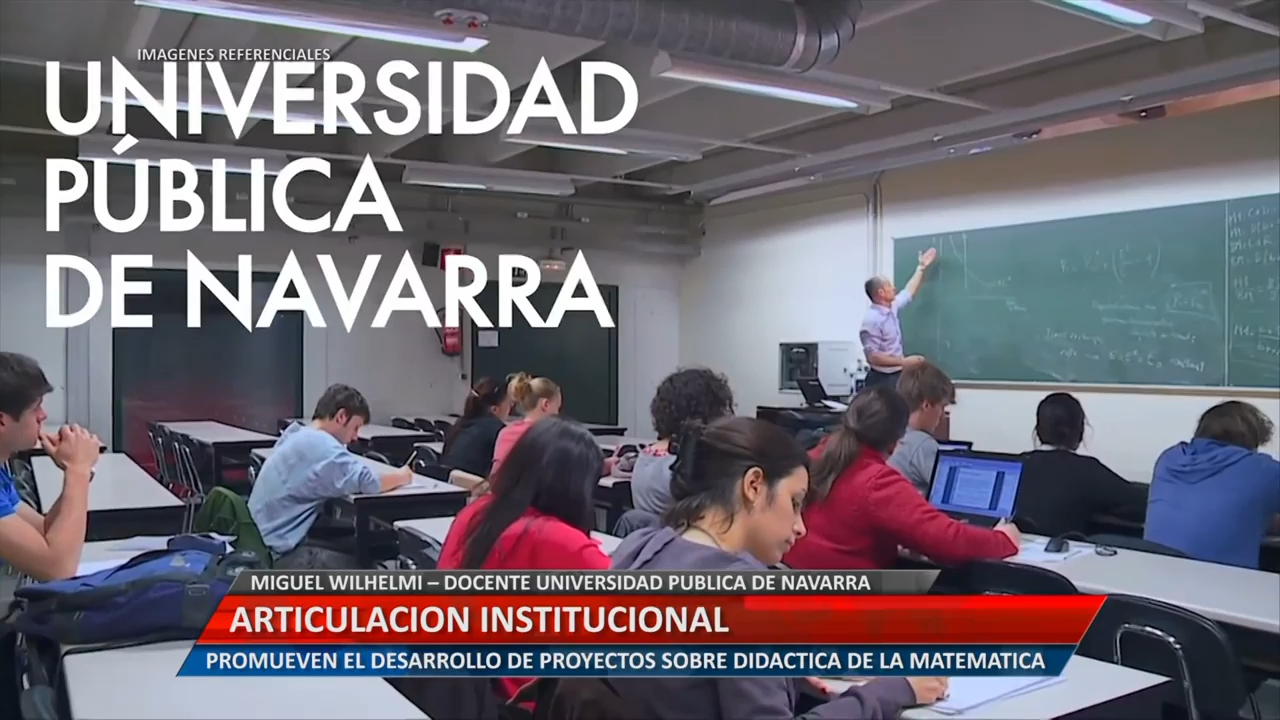 IMAGENES REFERENCIALES
UNIVERSIDAD
PÚBLICA
DE NAVARRA
MIGUEL WILHELMI – DOCENTE UNIVERSIDAD PUBLICA DE NAVARRA
ARTICULACION INSTITUCIONAL
PROMUEVEN EL DESARROLLO DE PROYECTOS SOBRE DIDACTICA DE LA MATEMATICA